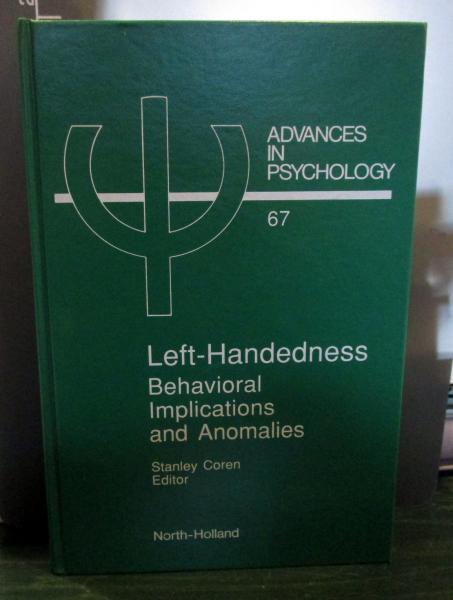 ADVANCES
IN
PSYCHOLOGY
67
Left-Handedness
Behavioral
Implications
and Anomalies
Stanley Coren
Editor
North-Holland